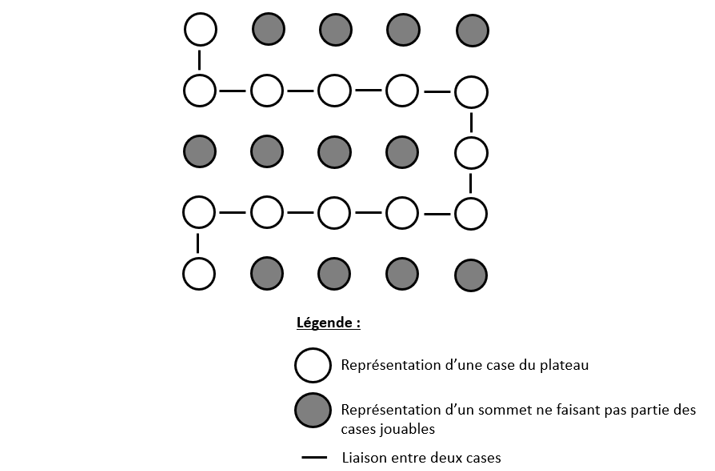 Légende :
Représentation d’une case du plateau
Représentation d’un sommet ne faisant pas partie des
cases jouables
Liaison entre deux cases